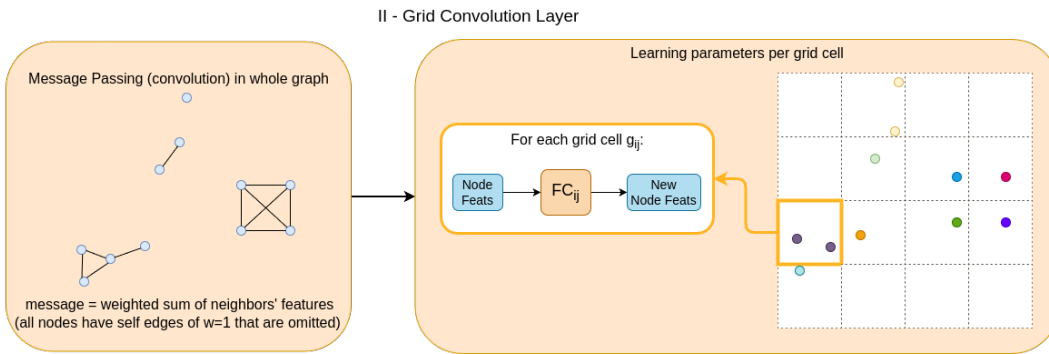 II - Grid Convolution Layer
Message Passing (convolution) in whole graph
message = weighted sum of neighbors' features
(all nodes have self edges of w=1 that are omitted)
Learning parameters per grid cell
For each grid cell g_ij:
Node
Feats
FC_ij
New
Node Feats